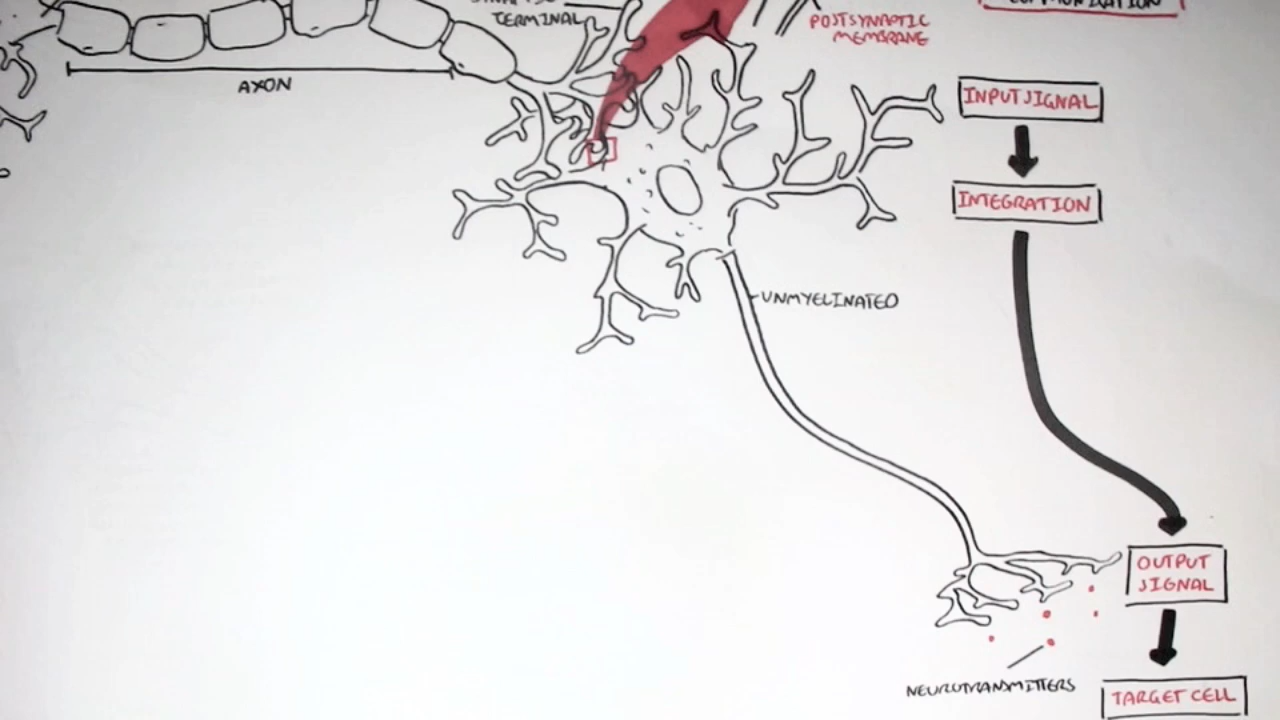 TERMINAL
AXON
POSTSYNAPTIC
MEMBRANE
INPUT SIGNAL
INTEGRATION
UNMYELINATED
OUTPUT
SIGNAL
NEUROTRANSMITTERS
TARGET CELL